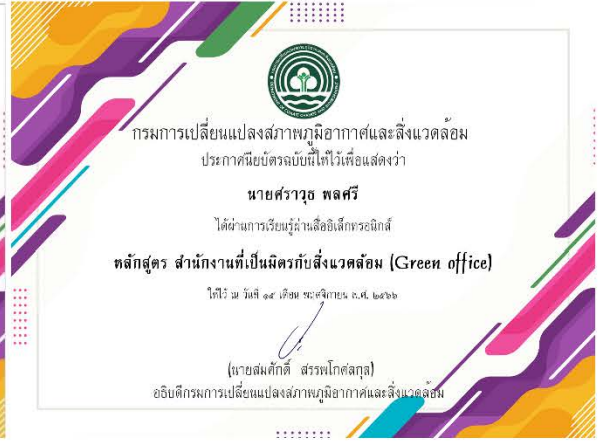 กรมการเปลี่ยนแปลงสภาพภูมิอากาศและสิ่งแวดล้อม
ประกาศนียบัตรฉบับนี้ให้ไว้เพื่อแสดงว่า
นายศราวุธ พลศรี
ได้ผ่านการเรียนรู้ผ่านสื่ออิเล็กทรอนิกส์
หลักสูตร สำนักงานที่เป็นมิตรกับสิ่งแวดล้อม (Green office)
ให้ไว้ ณ วันที่ ๑๙ เดือน พฤศจิกายน พ.ศ. ๒๕๖๖
(นายสมศักดิ์ สรรพโกศลกุล)
อธิบดีกรมการเปลี่ยนแปลงสภาพภูมิอากาศและสิ่งแวดล้อม